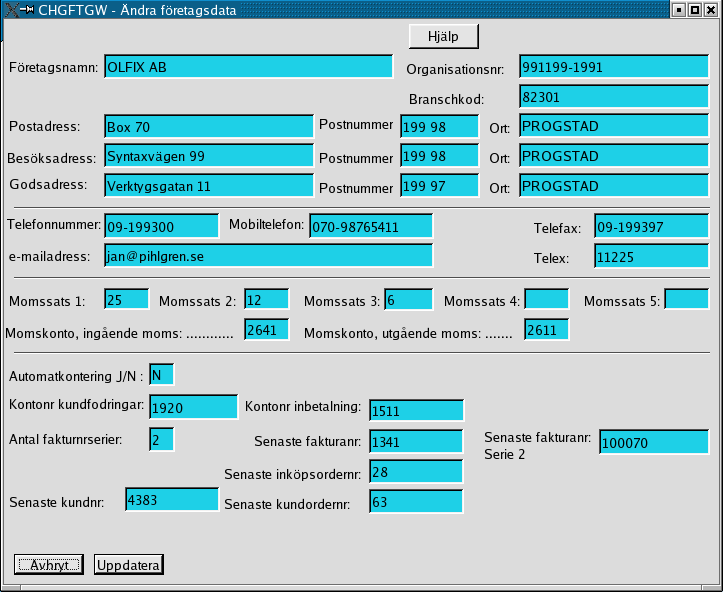 CHGFTGW - Ändra företagsdata
Hjälp
Företagsnamn: OLFIX AB Organisationsnr: 991199-1991
Branschkod: 82301
Postadress: Box 70 Postnummer 199 98 Ort: PROGSTAD
Besöksadress: Syntaxvägen 99 Postnummer 199 98 Ort: PROGSTAD
Godsadress: Verktygsgatan 11 Postnummer 199 97 Ort: PROGSTAD
Telefonnummer: 09-199300 Mobiltelefon: 070-98765411 Telefax: 09-199397
e-mailadress: jan@pihlgren.se Telex: 11225
Momssats 1: 25 Momssats 2: 12 Momssats 3: 6 Momssats 4: Momssats 5:
Momskonto, ingående moms: ............ 2641 Momskonto, utgående moms: ....... 2611
Automatkontering J/N : N
Kontonr kundfodringar: 1920 Kontonr inbetalning: 1511
Antal fakturnrserier: 2 Senaste fakturanr: 1341 Senaste fakturanr: 100070
Serie 2
Senaste inköpsordernr: 28
Senaste kundnr: 4383 Senaste kundordernr: 63
Avbryt Uppdatera